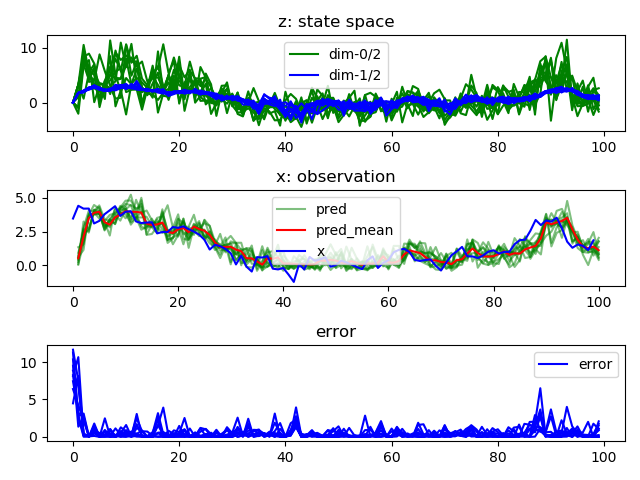 z: state space
10
0
dim-0/2
dim-1/2
0 20 40 60 80 100
x: observation
5.0
2.5
0.0
pred
pred_mean
x
0 20 40 60 80 100
error
10
5
0
error
0 20 40 60 80 100